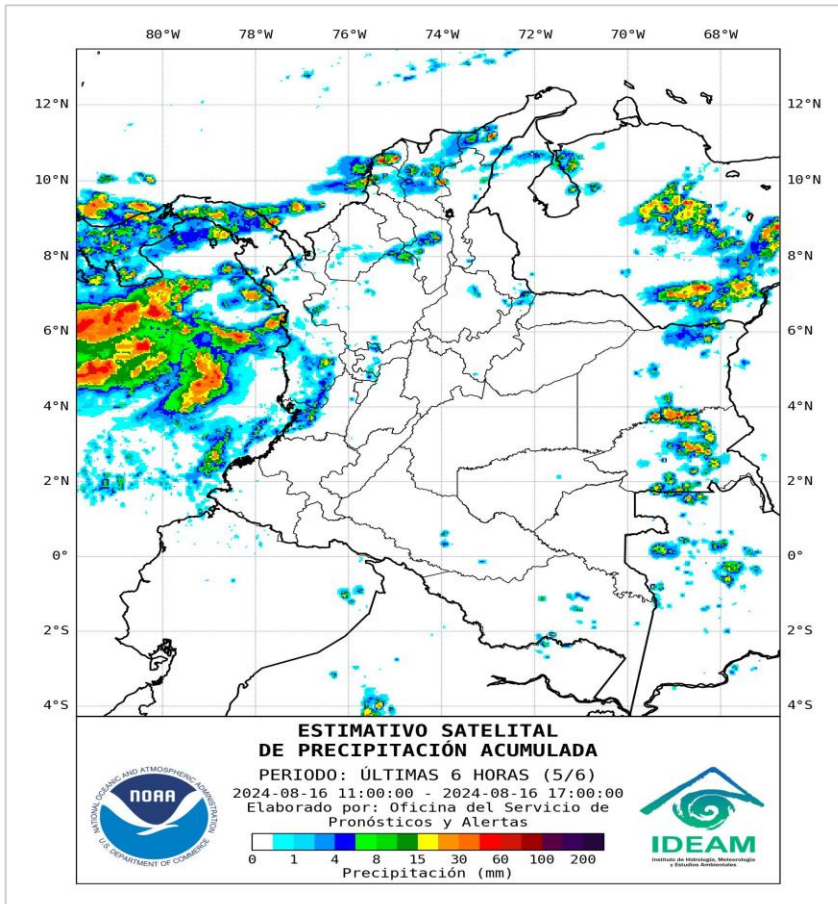 80°W 78°W 76°W 74°W 72°W 70°W 68°W
12°N 12°N
10°N 10°N
8°N 8°N
6°N 6°N
4°N 4°N
2°N 2°N
0° 0°
2°S 2°S
4°S 4°S
ESTIMATIVO SATELITAL
DE PRECIPITACIÓN ACUMULADA
PERIODO: ÚLTIMAS 6 HORAS (5/6)
2024-08-16 11:00:00 - 2024-08-16 17:00:00
Elaborado por: Oficina del Servicio de
Pronósticos y Alertas
0 1 4 8 15 30 60 100 200
Precipitación (mm)
NATIONAL OCEANIC AND ATMOSPHERIC ADMINISTRATION
NOAA
U.S. DEPARTMENT OF COMMERCE
IDEAM
Instituto de Hidrología, Meteorología
y Estudios Ambientales